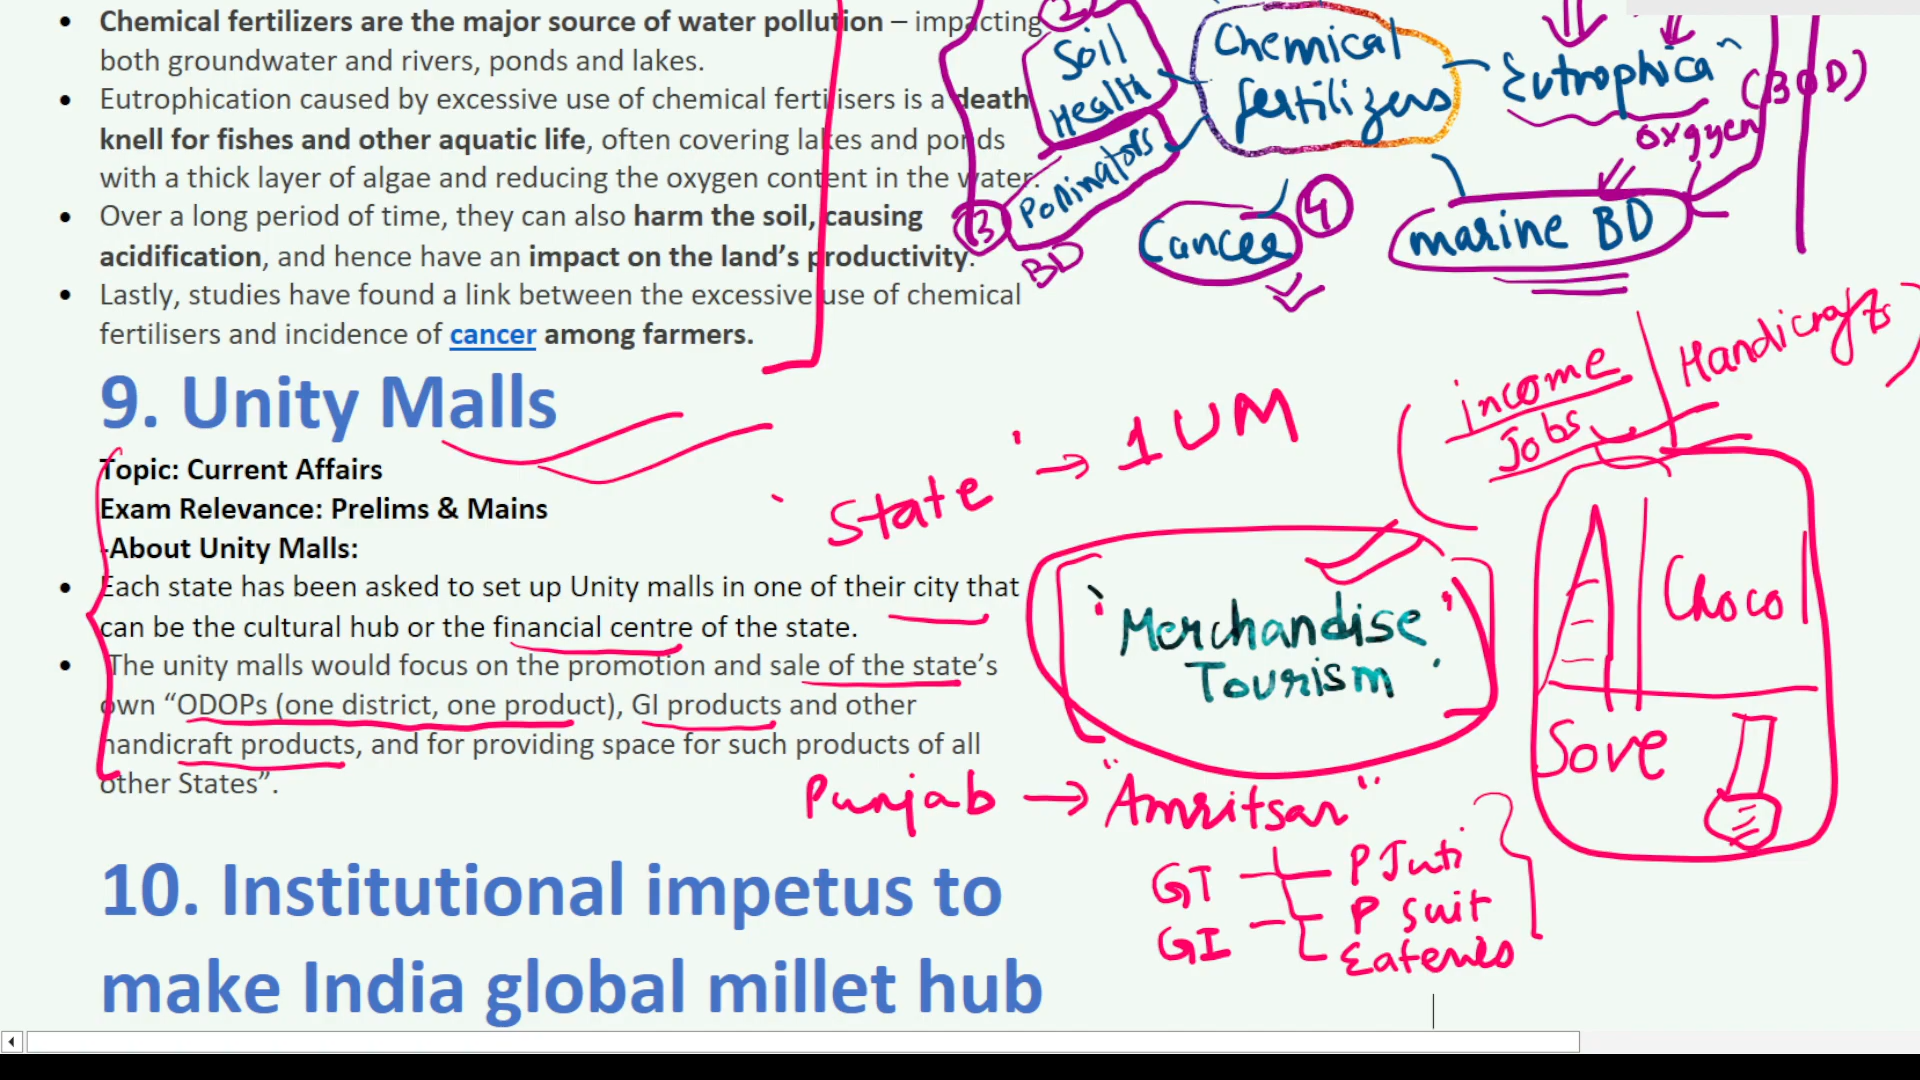 • Chemical fertilizers are the major source of water pollution – impacting
both groundwater and rivers, ponds and lakes.
• Eutrophication caused by excessive use of chemical fertilisers is a death
knell for fishes and other aquatic life, often covering lakes and ponds
with a thick layer of algae and reducing the oxygen content in the water.
• Over a long period of time, they can also harm the soil, causing
acidification, and hence have an impact on the land's productivity.
• Lastly, studies have found a link between the excessive use of chemical
fertilisers and incidence of cancer among farmers.
2
Soil
Health
Chemical
fertilizers
Eutrophica
(BOD)
oxygen
3
Pollinators
BD
Cancer
4
marine BD
9. Unity Malls
Topic: Current Affairs
Exam Relevance: Prelims & Mains
-About Unity Malls:
• Each state has been asked to set up Unity malls in one of their city that
can be the cultural hub or the financial centre of the state.
• The unity malls would focus on the promotion and sale of the state's
own “ODOPs (one district, one product), GI products and other
handicraft products, and for providing space for such products of all
other States”.
'State' → 1 UM
income
Jobs
Handicrafts
'Merchandise
Tourism'
Choco
Sove
Punjab → "Amritsar"
GI
P Juti
P Suit
GI
Eateries
10. Institutional impetus to
make India global millet hub